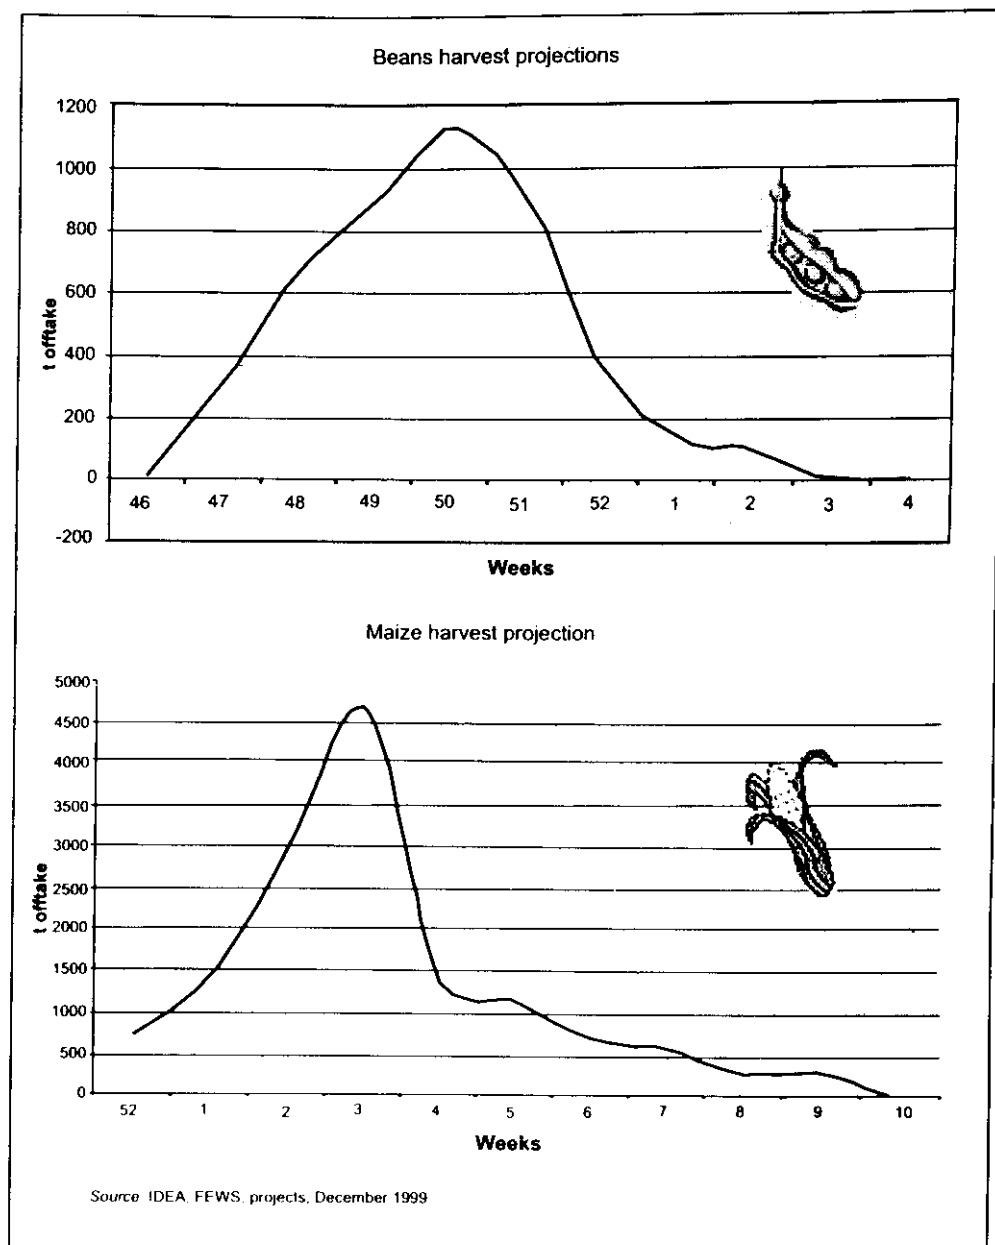 Beans harvest projections
1200
1000
800
600
400
200
0
-200
t offtake
46 47 48 49 50 51 52 1 2 3 4
Weeks
Maize harvest projection
5000
4500
4000
3500
3000
2500
2000
1500
1000
500
0
t offtake
52 1 2 3 4 5 6 7 8 9 10
Weeks
Source IDEA, FEWS, projects, December 1999